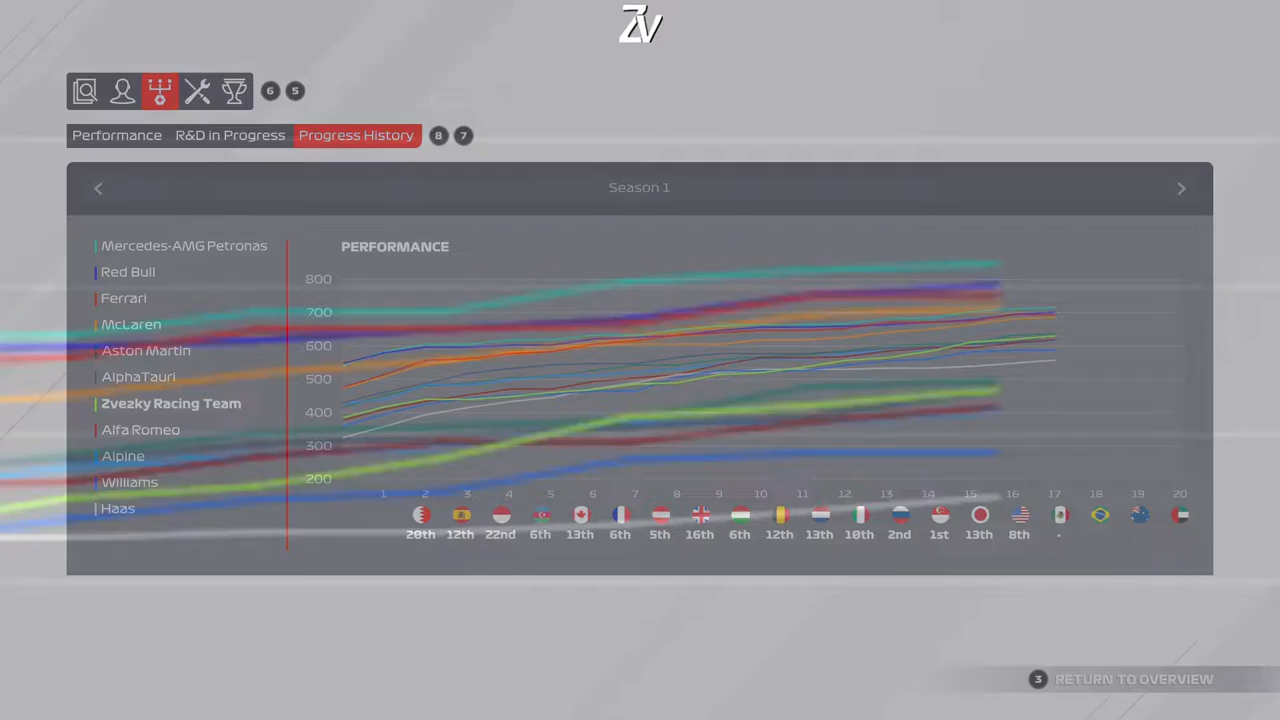 ZV
6 5
Performance R&D in Progress Progress History 8 7
< Season 1 >
Mercedes-AMG Petronas
Red Bull
Ferrari
McLaren
Aston Martin
AlphaTauri
Zvezky Racing Team
Alfa Romeo
Alpine
Williams
Haas
PERFORMANCE
800
700
600
500
400
300
200
1 2 3 4 5 6 7 8 9 10 11 12 13 14 15 16 17 18 19 20
20th 12th 22nd 6th 13th 6th 5th 16th 6th 12th 13th 10th 2nd 1st 13th 8th -
3 RETURN TO OVERVIEW